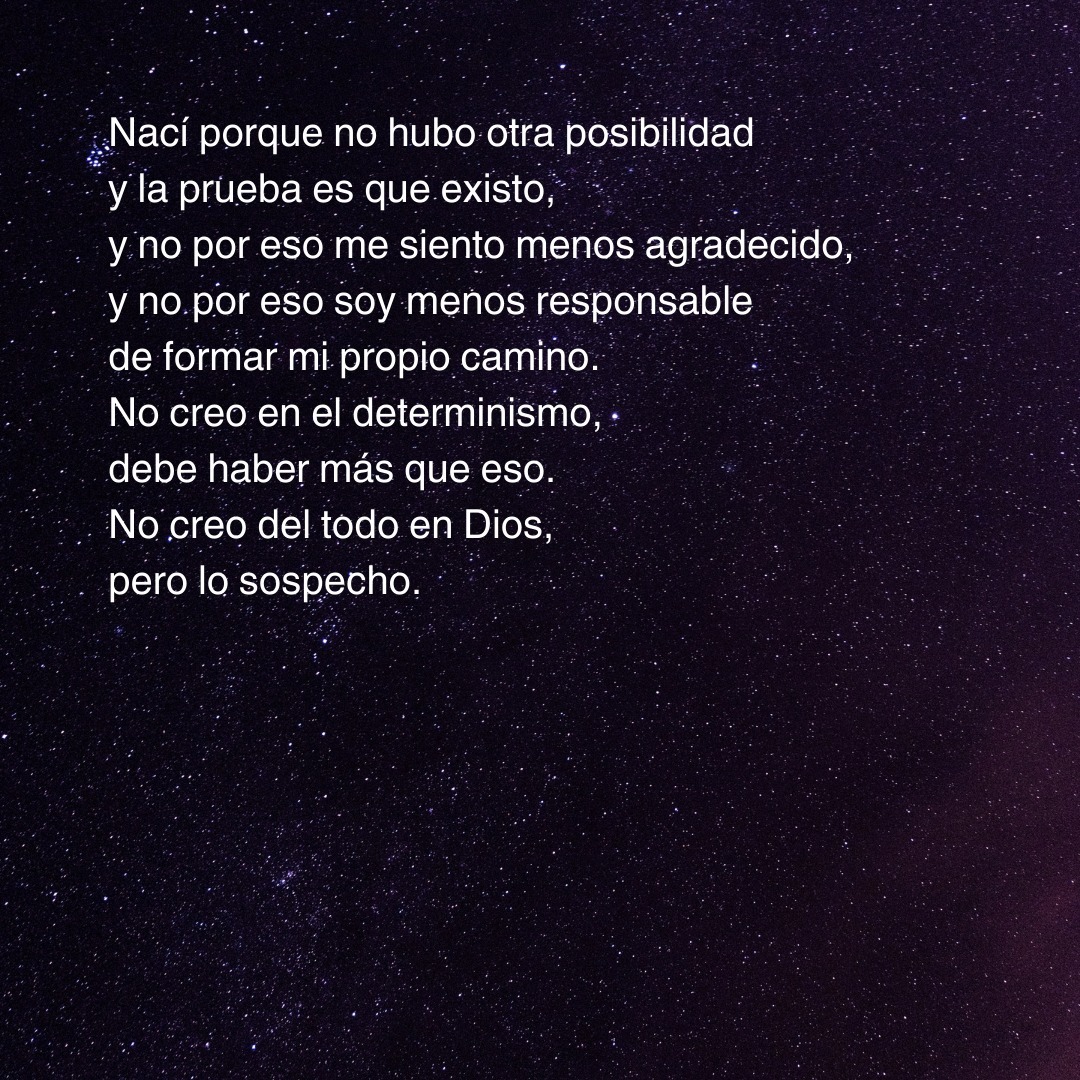 Nací porque no hubo otra posibilidad
y la prueba es que existo,
y no por eso me siento menos agradecido,
y no por eso soy menos responsable
de formar mi propio camino.
No creo en el determinismo,
debe haber más que eso.
No creo del todo en Dios,
pero lo sospecho.